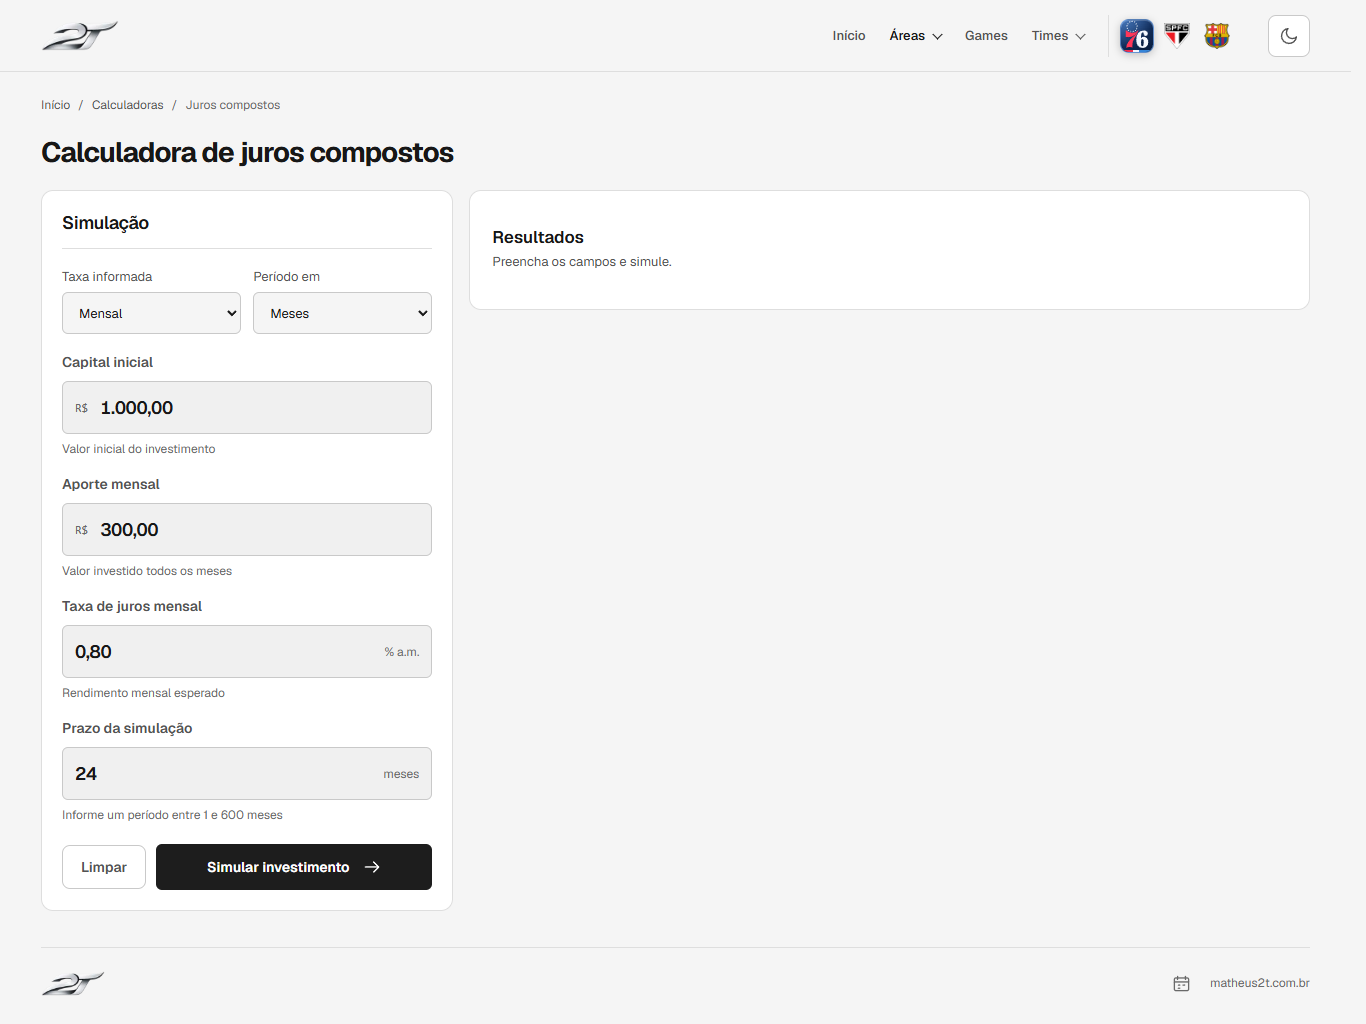 2T
Início
Áreas
Games
Times
76
SPFC
Início / Calculadoras / Juros compostos
Calculadora de juros compostos
Simulação
Taxa informada
Período em
Mensal
Meses
Capital inicial
R$ 1.000,00
Valor inicial do investimento
Aporte mensal
R$ 300,00
Valor investido todos os meses
Taxa de juros mensal
0,80 % a.m.
Rendimento mensal esperado
Prazo da simulação
24 meses
Informe um período entre 1 e 600 meses
Limpar
Simular investimento
Resultados
Preencha os campos e simule.
2T
matheus2t.com.br